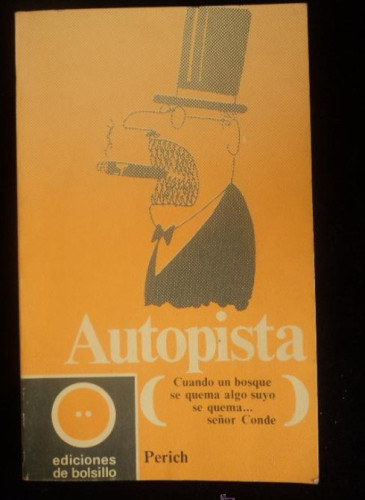 Autopista
( Cuando un bosque )
se quema algo suyo
se quema...
señor Conde
ediciones
de bolsillo
Perich